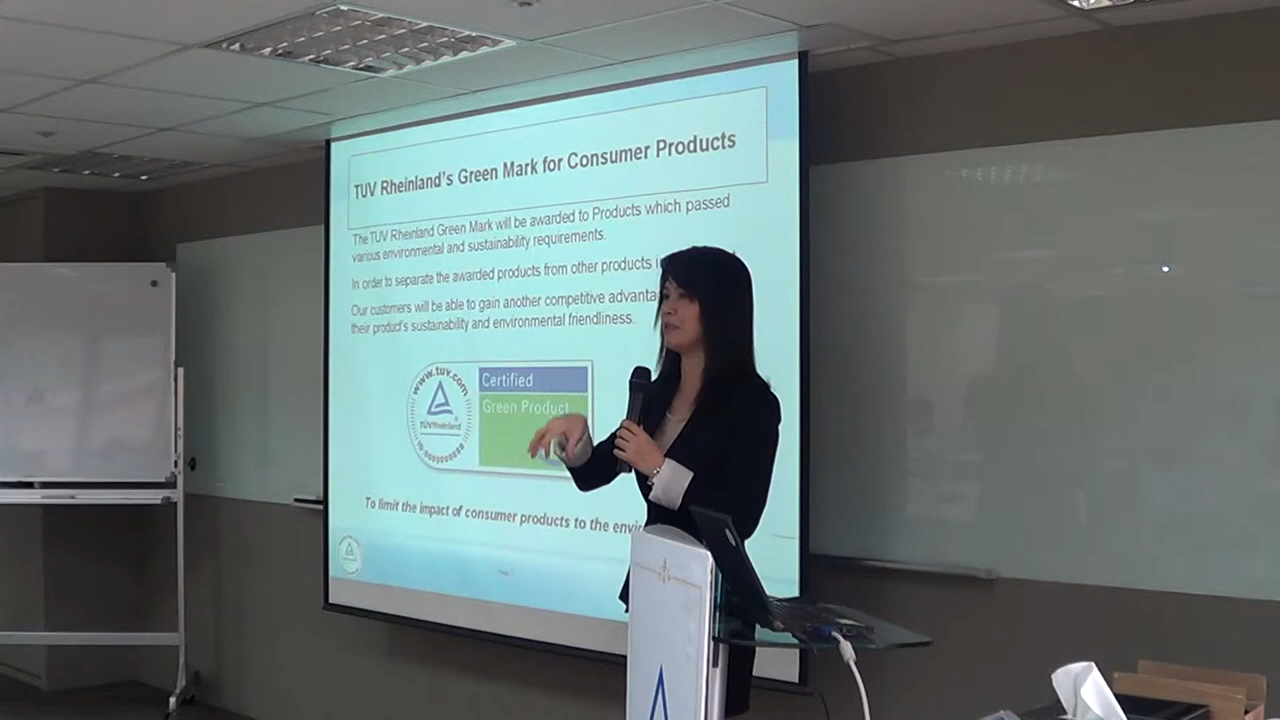 TUV Rheinland's Green Mark for Consumer Products
The TUV Rheinland Green Mark will be awarded to Products which passed
various environmental and sustainability requirements.
In order to separate the awarded products from other products
Our customers will be able to gain another competitive
their product's sustainability and environmental friendliness.
www.tuv.com
TÜVRheinland
Certified
Green Product
To limit the impact of consumer products to the